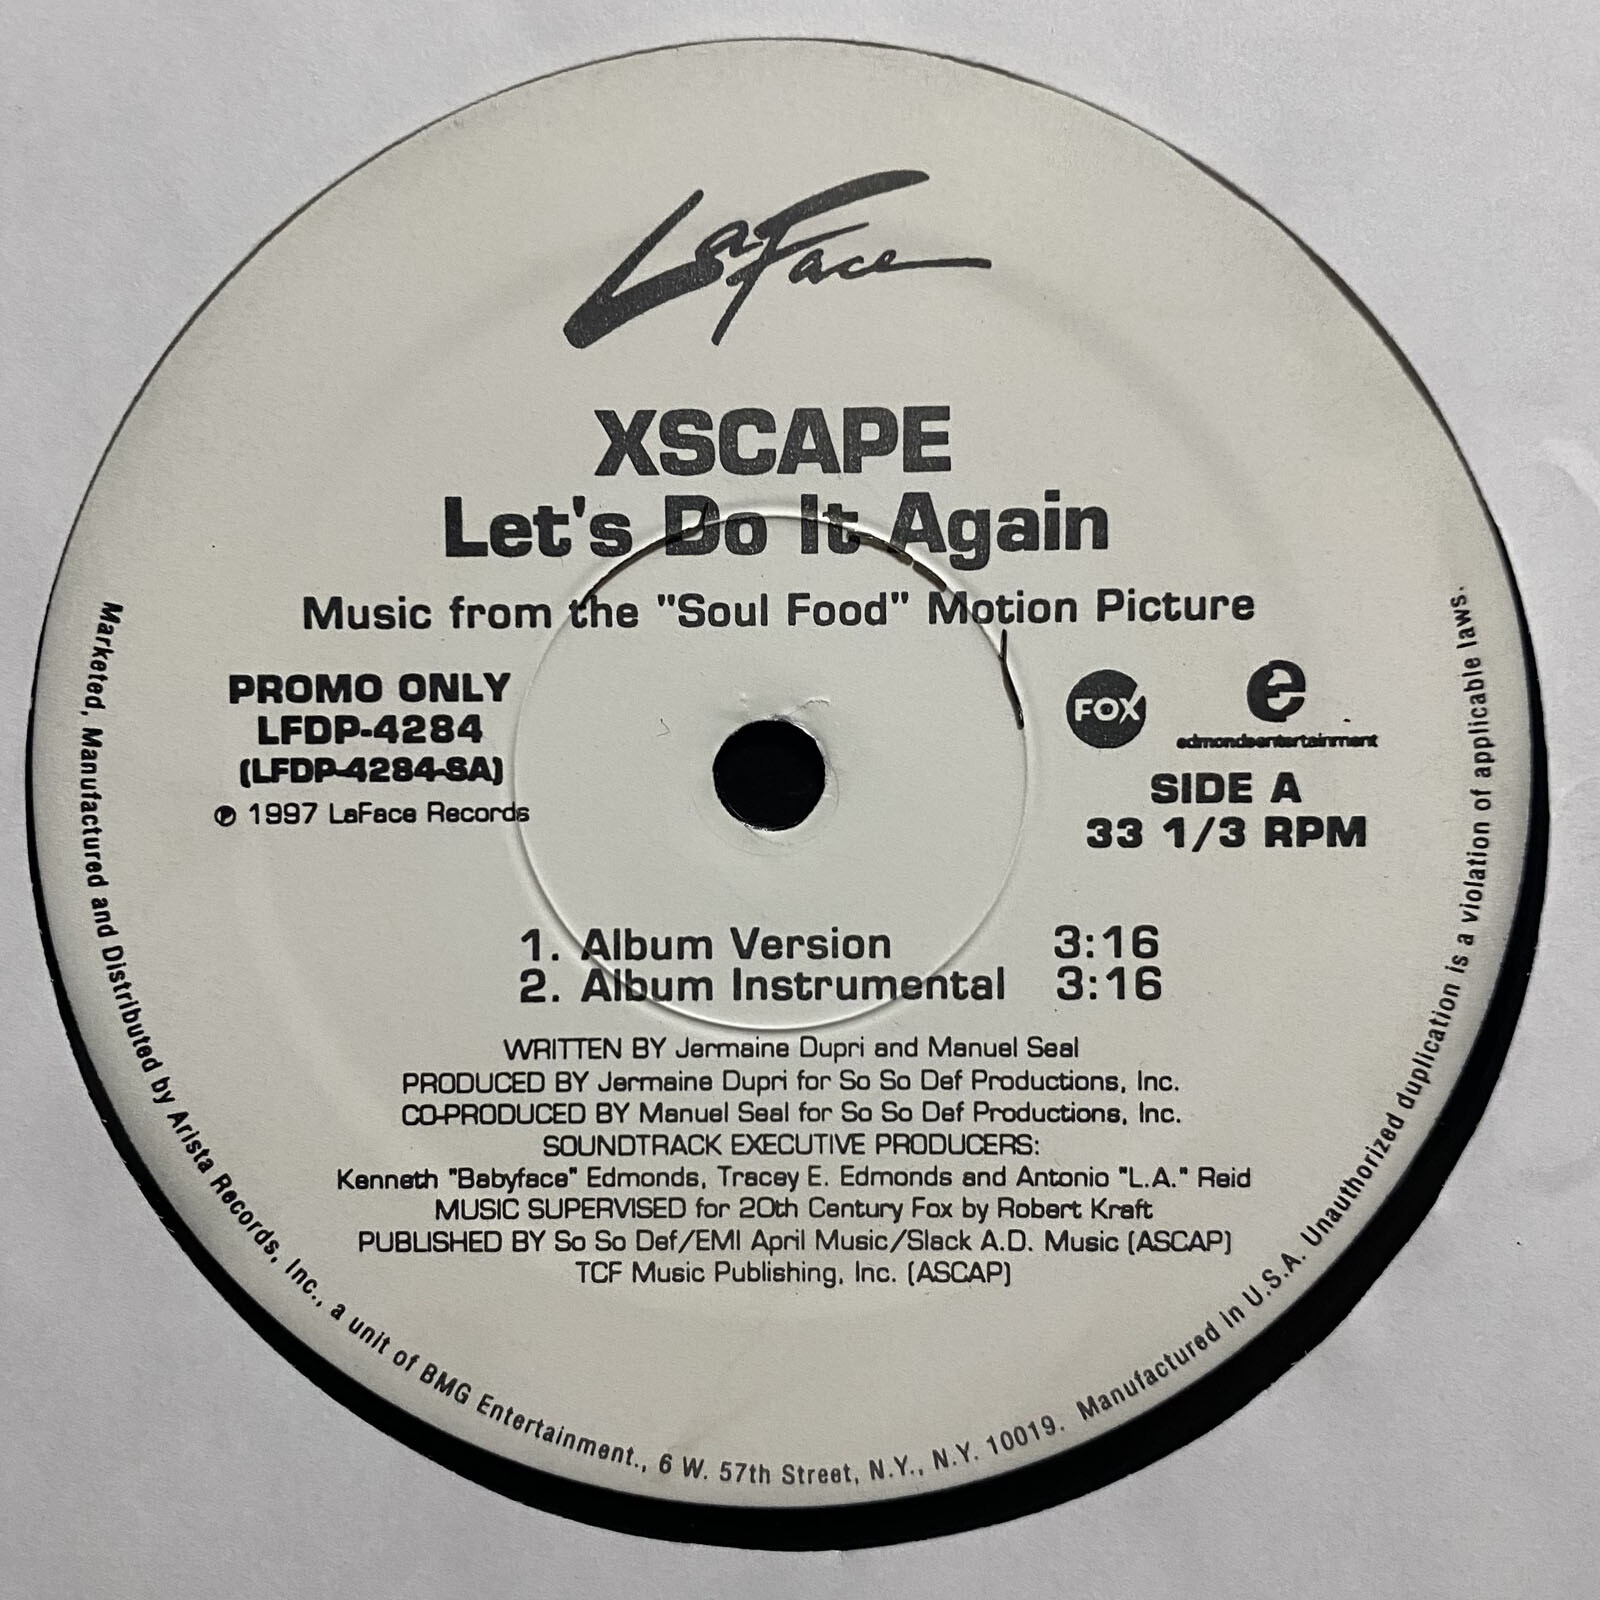 LaFace
XSCAPE
Let's Do It Again
Music from the "Soul Food" Motion Picture
PROMO ONLY
LFDP-4284
(LFDP-4284-SA)
℗ 1997 LaFace Records
FOX
e
edmondsentertainment
SIDE A
33 1/3 RPM
1. Album Version 3:16
2. Album Instrumental 3:16
WRITTEN BY Jermaine Dupri and Manuel Seal
PRODUCED BY Jermaine Dupri for So So Def Productions, Inc.
CO-PRODUCED BY Manuel Seal for So So Def Productions, Inc.
SOUNDTRACK EXECUTIVE PRODUCERS:
Kenneth "Babyface" Edmonds, Tracey E. Edmonds and Antonio "L.A." Reid
MUSIC SUPERVISED for 20th Century Fox by Robert Kraft
PUBLISHED BY So So Def/EMI April Music/Slack A.D. Music (ASCAP)
TCF Music Publishing, Inc. (ASCAP)
Marketed, Manufactured and Distributed by Arista Records, Inc., a unit of BMG Entertainment., 6 W. 57th Street, N.Y., N.Y. 10019. Manufactured in U.S.A. Unauthorized duplication is a violation of applicable laws.